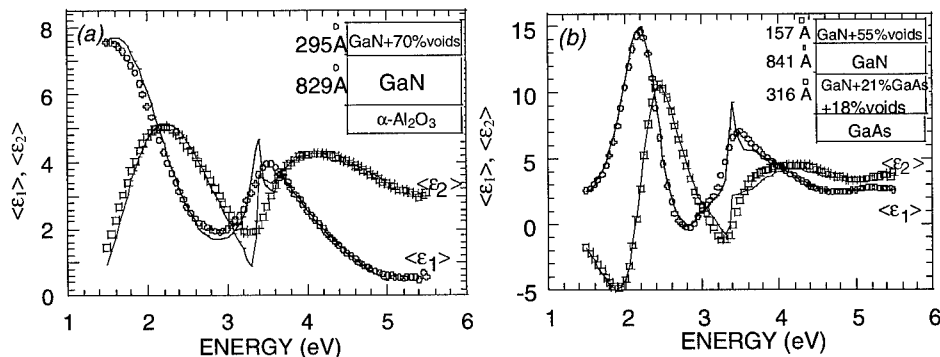 (a)
295Å
GaN+70%voids
829Å
GaN
α-Al2O3
<ε1>, <ε2>
8
6
4
2
0
<ε2>
<ε1>
1 2 3 4 5 6
ENERGY (eV)
(b)
157 Å
GaN+55%voids
841 Å
GaN
316 Å
GaN+21%GaAs
+18%voids
GaAs
<ε1>, <ε2>
15
10
5
0
-5
<ε2>
<ε1>
1 2 3 4 5 6
ENERGY (eV)